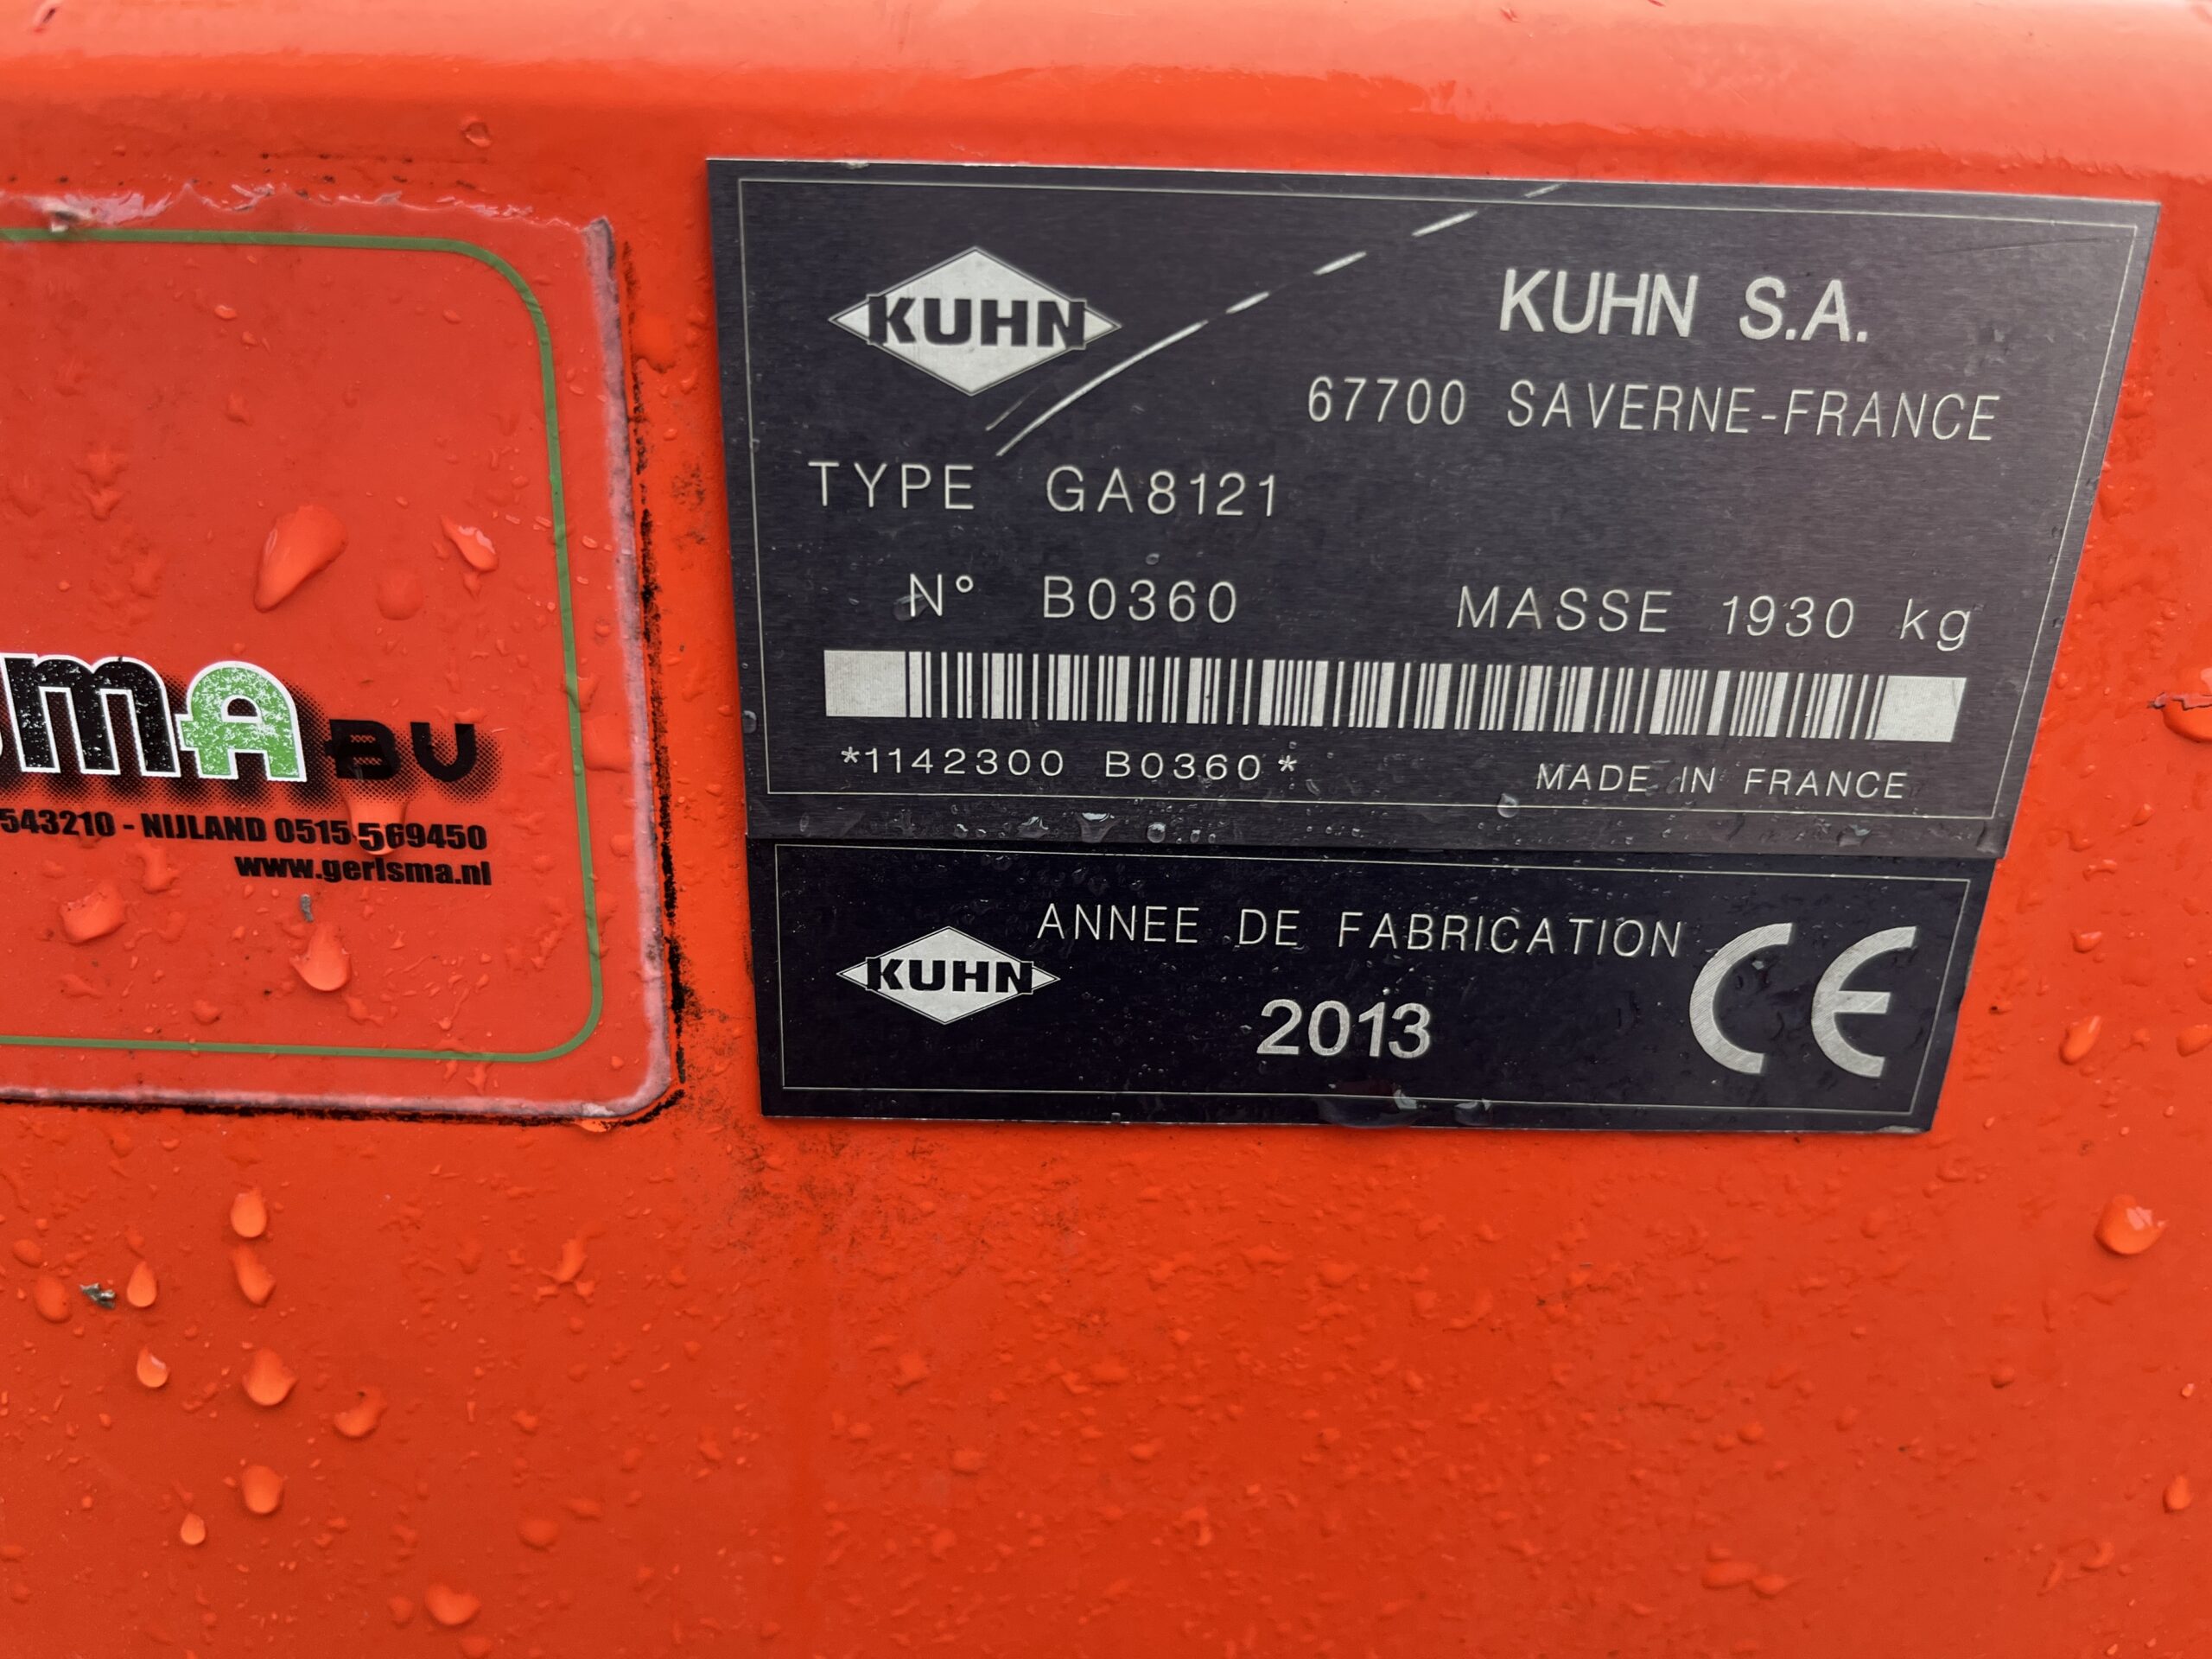 KUHN
KUHN S.A.
67700 SAVERNE-FRANCE
TYPE GA8121
N° B0360 MASSE 1930 kg
*1142300 B0360*
MADE IN FRANCE
KUHN
ANNEE DE FABRICATION
2013
CE
SMA BV
543210 - NIJLAND 0515 569450
www.gerlsma.nl